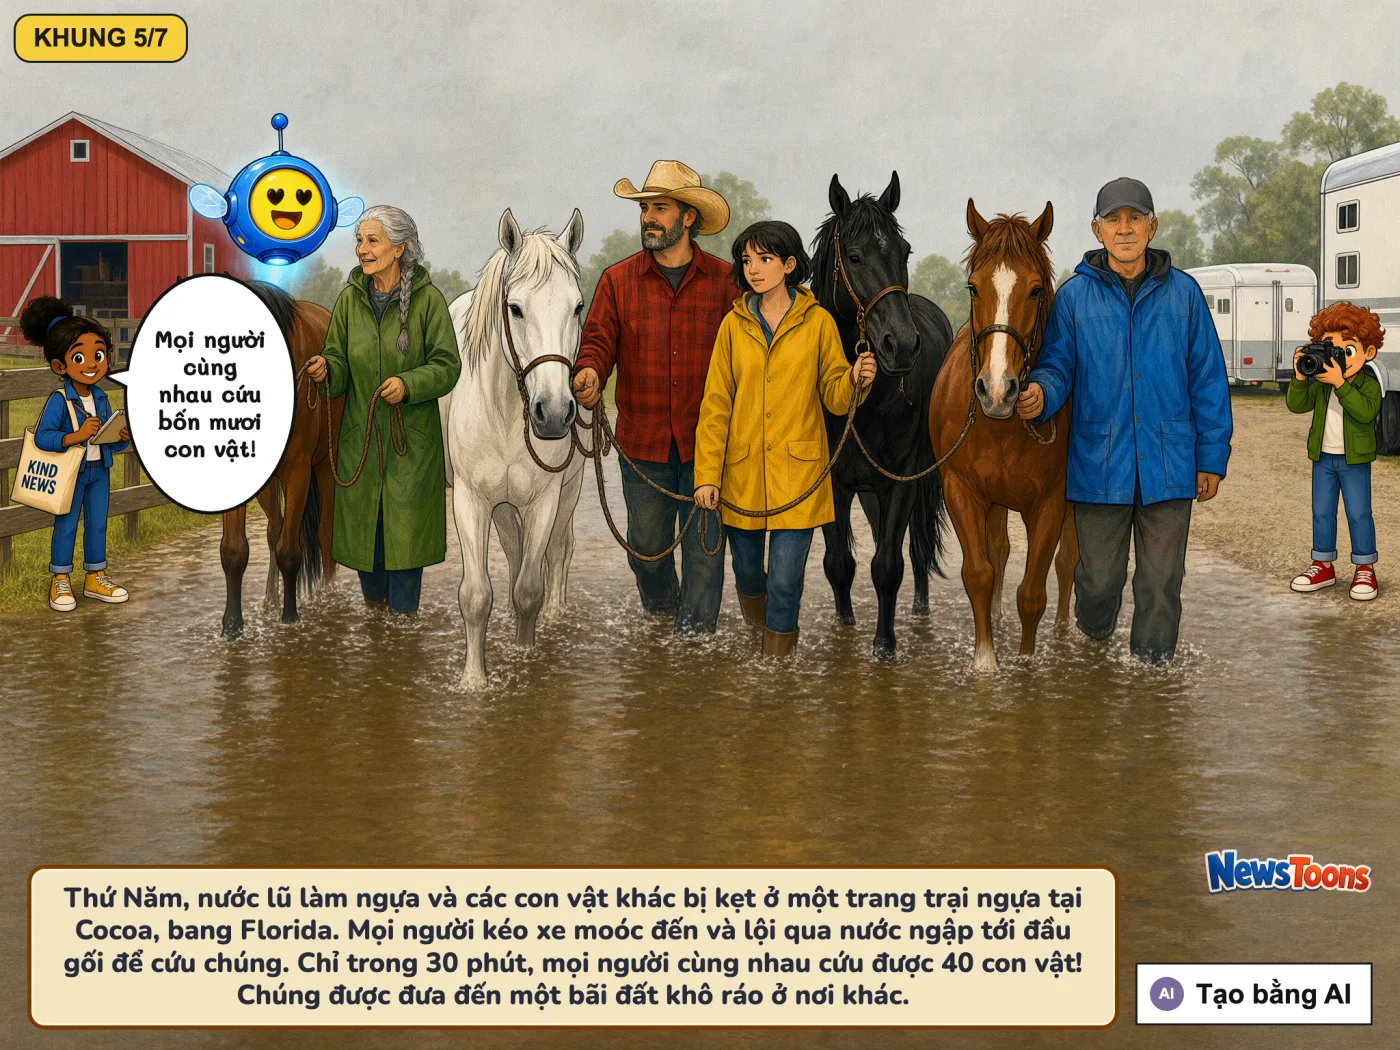 KHUNG 5/7
Mọi người
cùng
nhau cứu
bốn mươi
con vật!
KIND
NEWS
NewsToons
Thứ Năm, nước lũ làm ngựa và các con vật khác bị kẹt ở một trang trại ngựa tại
Cocoa, bang Florida. Mọi người kéo xe moóc đến và lội qua nước ngập tới đầu
gối để cứu chúng. Chỉ trong 30 phút, mọi người cùng nhau cứu được 40 con vật!
Chúng được đưa đến một bãi đất khô ráo ở nơi khác.
AI Tạo bằng AI